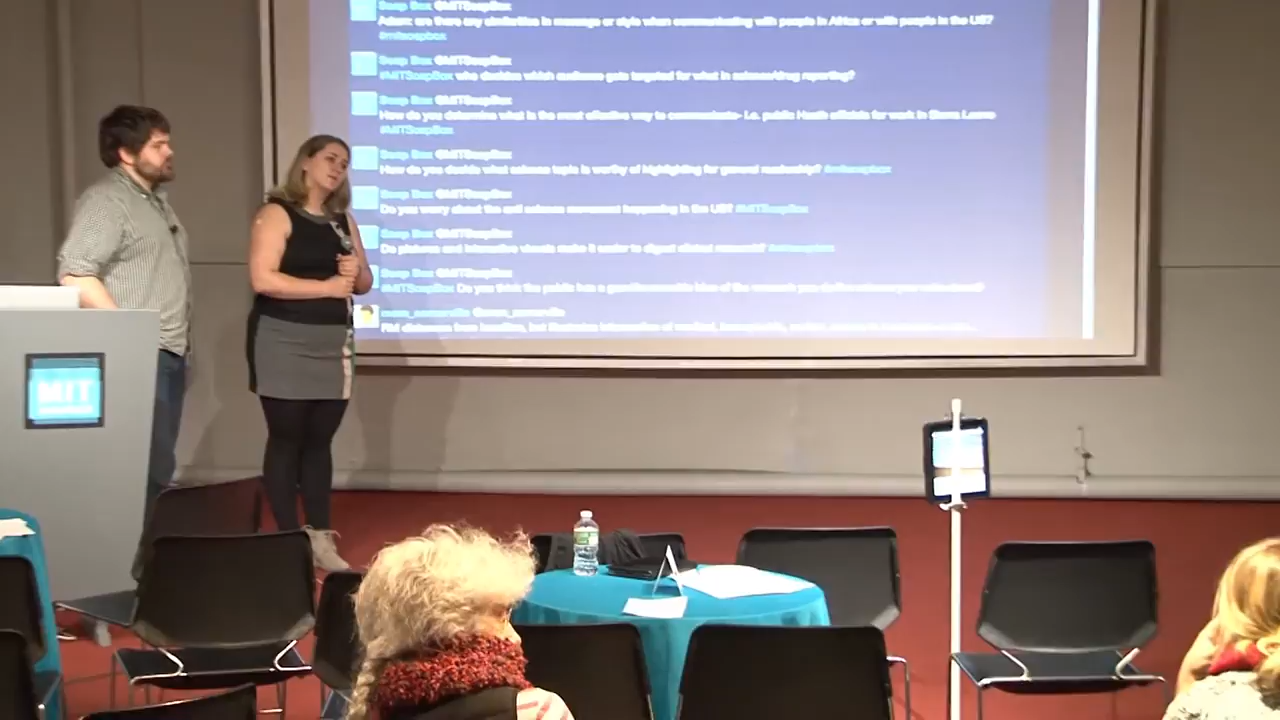 Soap Box @MITSoapBox
Adam: are there any similarities in message or style when communicating with people in Africa or with people in the US?
#mitsoapbox
Soap Box @MITSoapBox
#MITSoapBox who decides which audience gets targeted for what in science/drug reporting?
Soap Box @MITSoapBox
How do you determine what is the most effective way to communicate- i.e. public Heath officials for work in Sierra Leone
#MITSoapBox
Soap Box @MITSoapBox
How do you decide what science topic is worthy of highlighting for general readership? #mitsoapbox
Soap Box @MITSoapBox
Do you worry about the anti science movement happening in the US? #MITSoapBox
Soap Box @MITSoapBox
Do pictures and interactive visuals make it easier to digest clinical research? #mitsoapbox
Soap Box @MITSoapBox
#MITSoapBox Do you think the public has a good/reasonable idea of the research you do
MIT